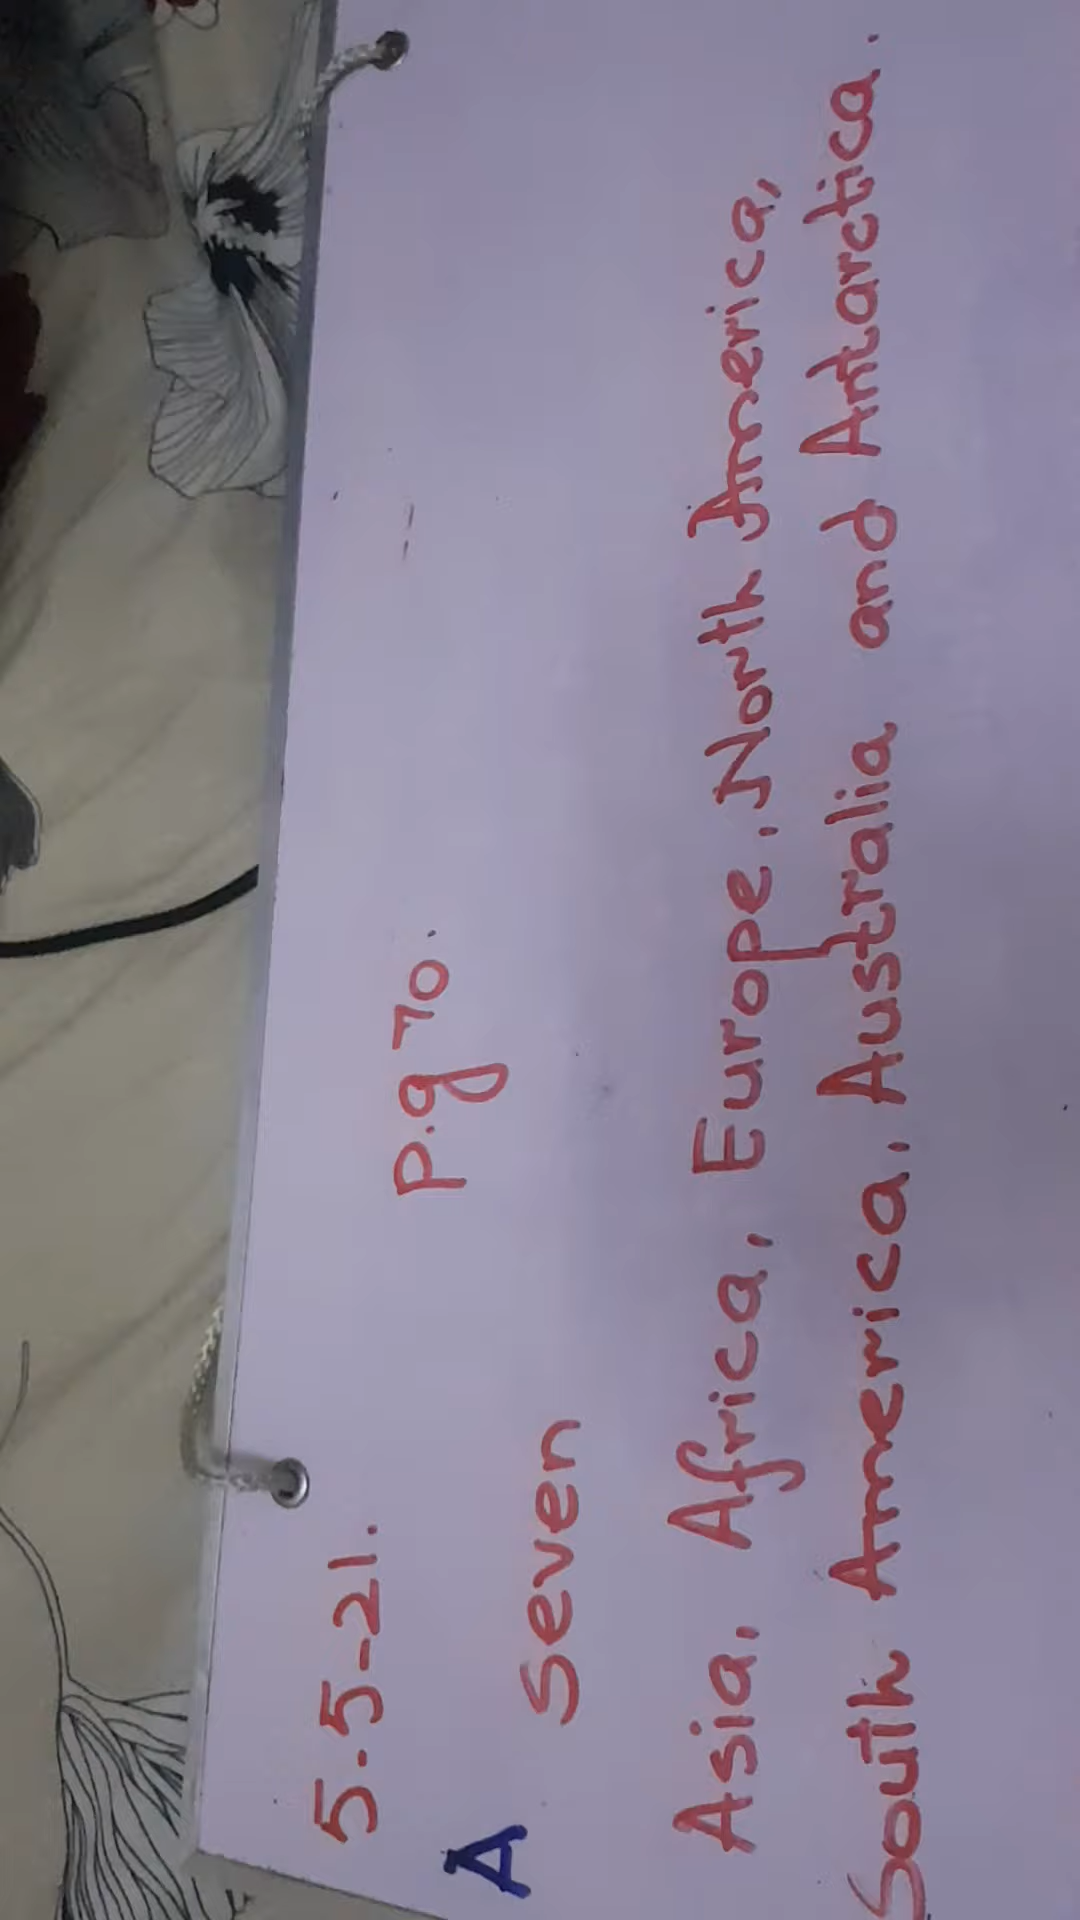 5.5-21.
p.g 70.
A
Seven
Asia, Africa, Europe, North America,
South America, Australia and Antarctica.